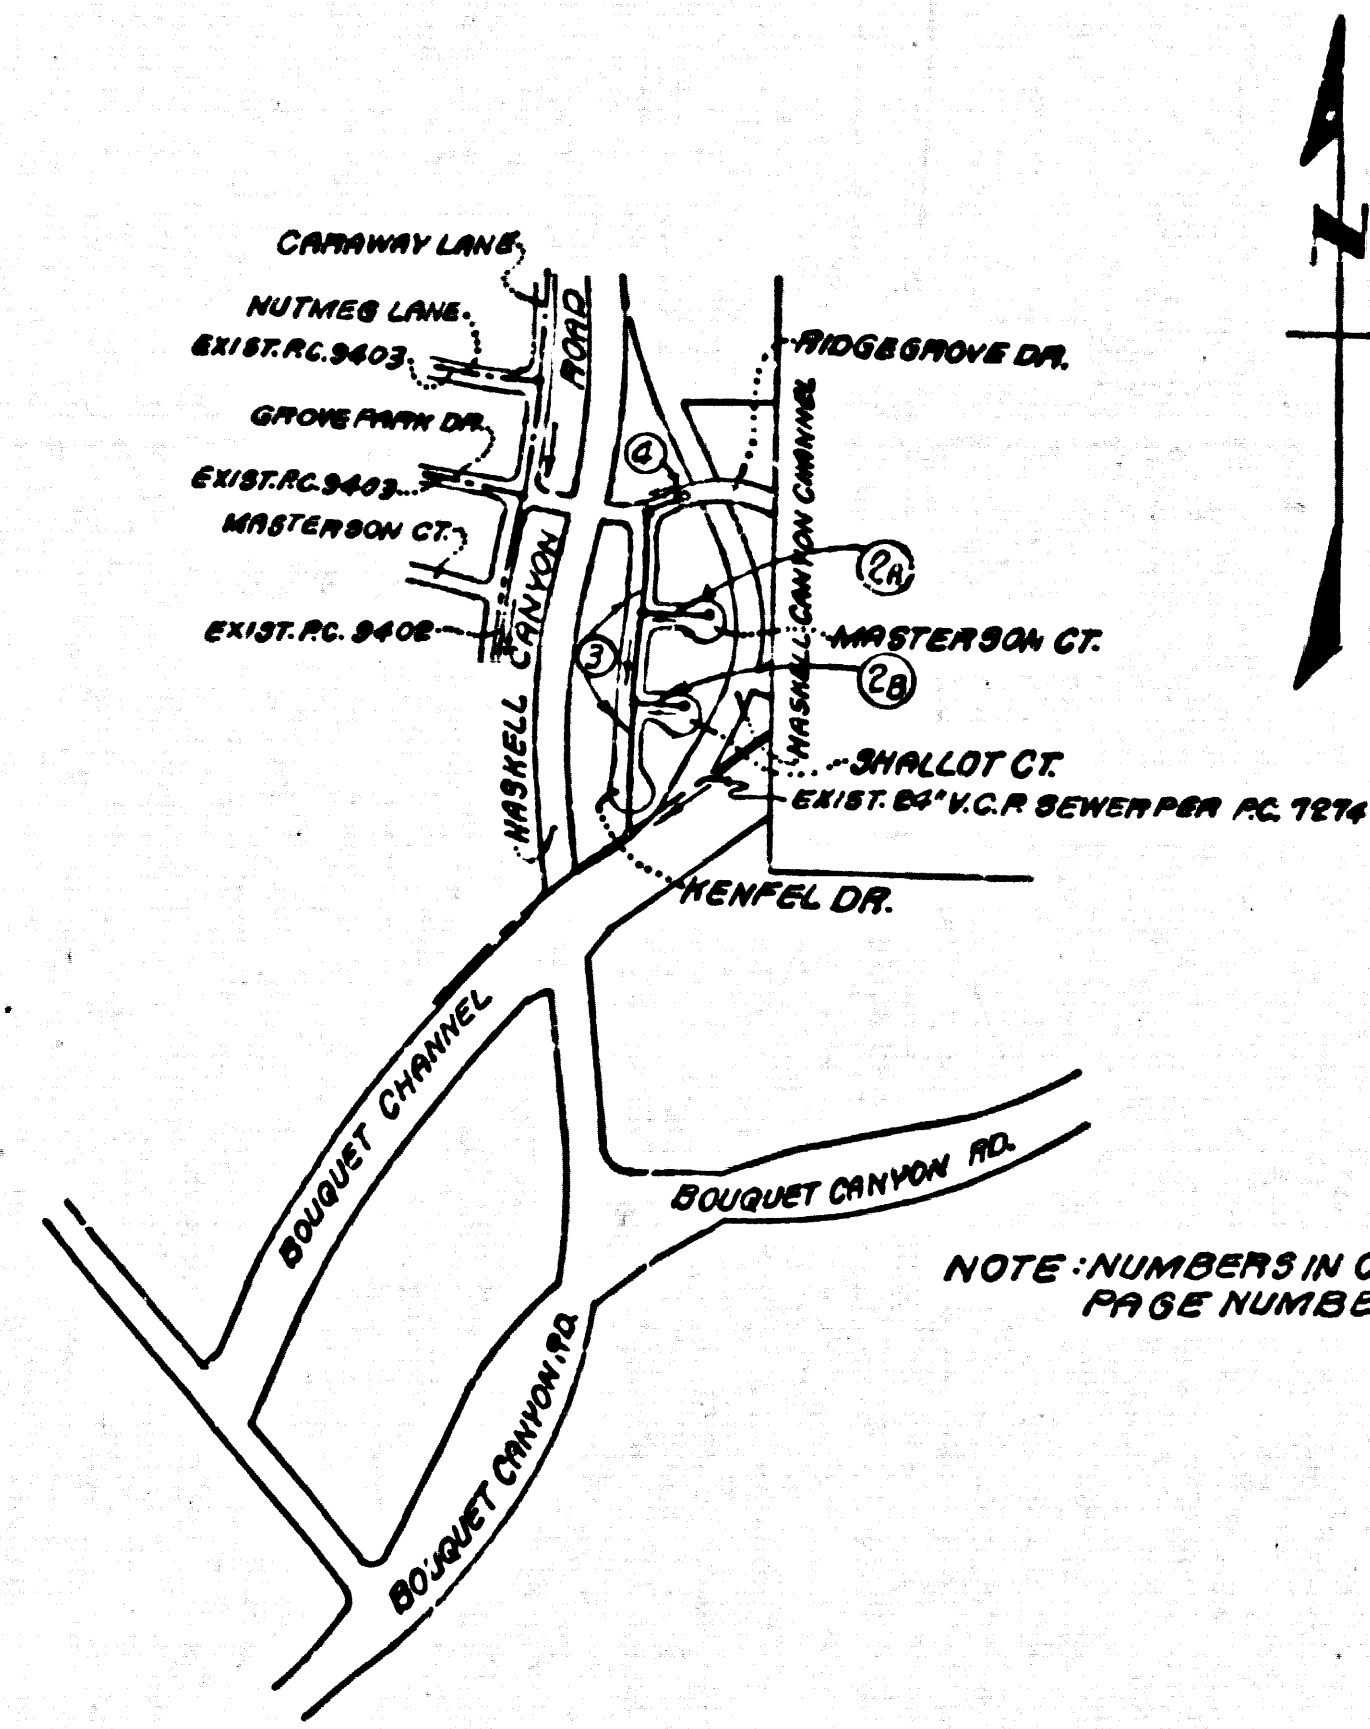 CARAWAY LANE
NUTMEG LANE
EXIST. P.C. 9403
GROVE PARK DR.
EXIST. P.C. 9403
MASTERSON CT.
EXIST. P.C. 9402
HASKELL CANYON ROAD
N
RIDGEGROVE DR.
HASKELL CANYON CHANNEL
4
2A
MASTERSON CT.
3
2B
SHALLOT CT.
EXIST. 24" V.C.P. SEWER PER P.C. 7274
KENFEL DR.
BOUQUET CHANNEL
BOUQUET CANYON RD.
BOUQUET CANYON RD.
NOTE: NUMBERS IN C
PAGE NUMBE